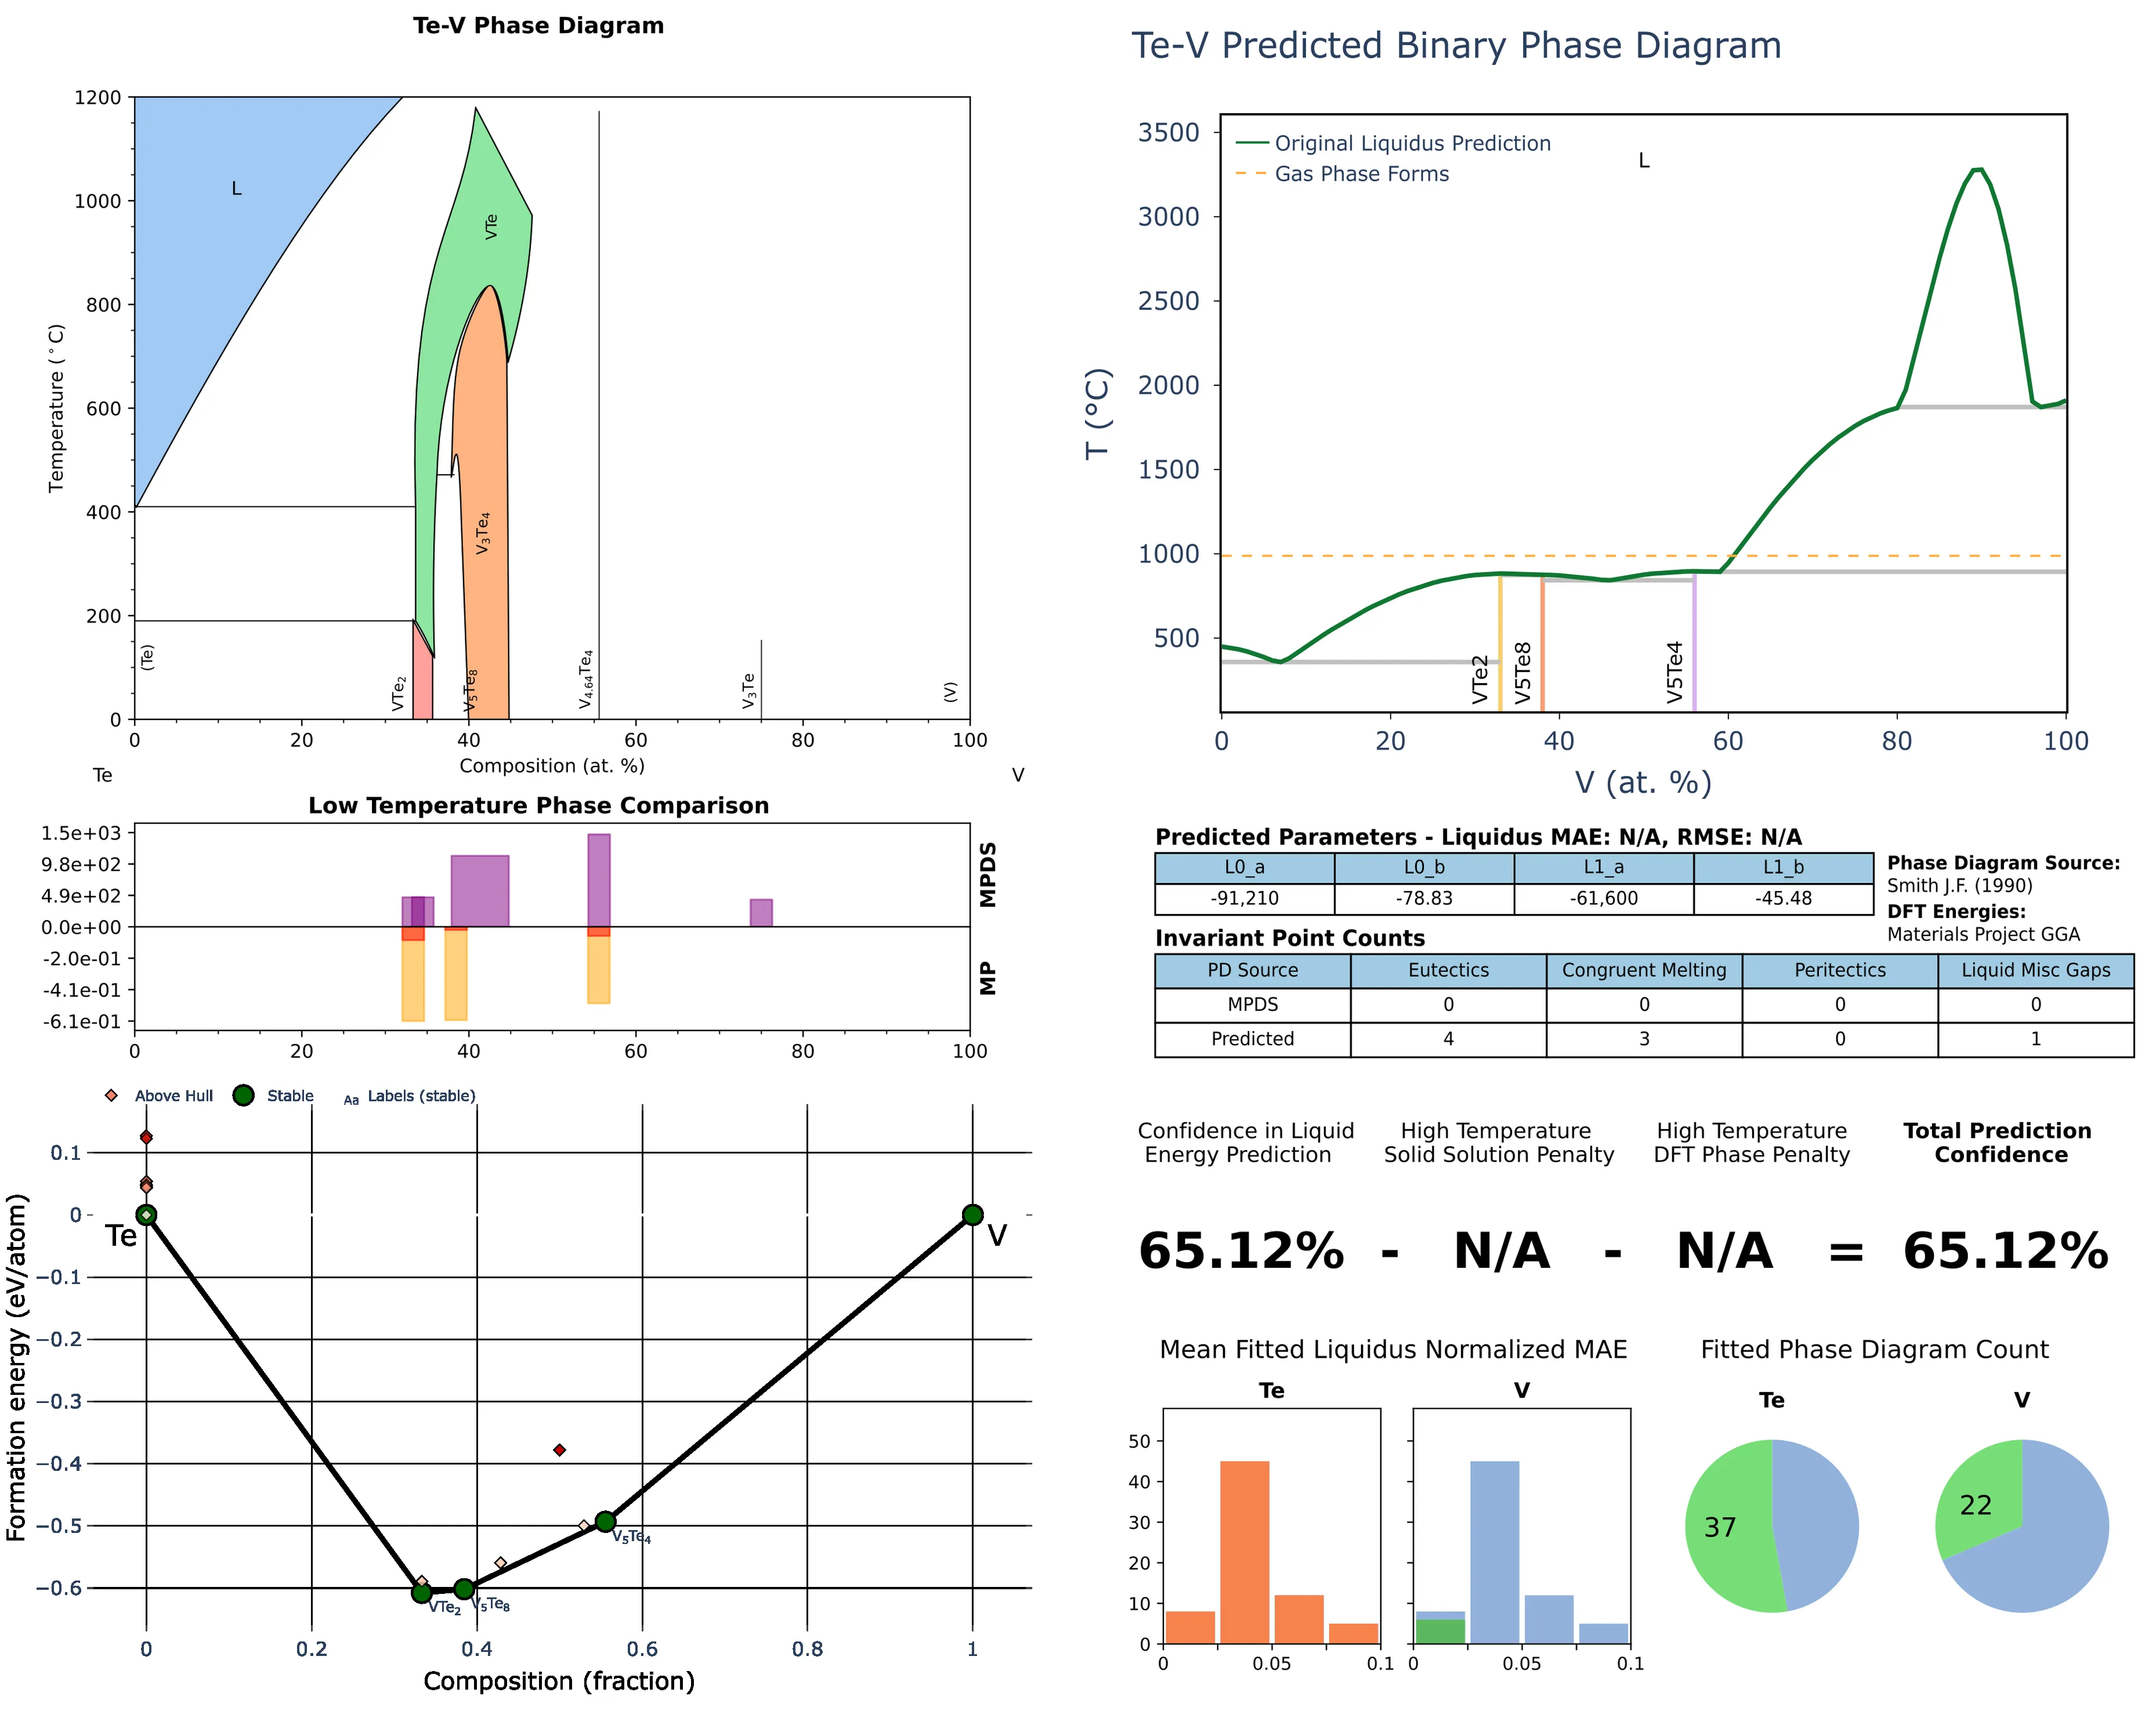 Te-V Phase Diagram
1200
1000
800
600
400
200
0
Temperature (°C)
L
VTe
V3Te4
(Te)
VTe2
V5Te8
V4.64Te4
V3Te
(V)
0 20 40 60 80 100
Composition (at. %)
Te V
Low Temperature Phase Comparison
1.5e+03
9.8e+02
4.9e+02
0.0e+00
-2.0e-01
-4.1e-01
-6.1e-01
MPDS
MP
0 20 40 60 80 100
Above Hull Stable Aa Labels (stable)
0.1
0
−0.1
−0.2
−0.3
−0.4
−0.5
−0.6
Formation energy (eV/atom)
Te
V
VTe2
V5Te8
V5Te4
0 0.2 0.4 0.6 0.8 1
Composition (fraction)
Te-V Predicted Binary Phase Diagram
3500
3000
2500
2000
1500
1000
500
T (°C)
Original Liquidus Prediction
Gas Phase Forms
L
VTe2
V5Te8
V5Te4
0 20 40 60 80 100
V (at. %)
Predicted Parameters - Liquidus MAE: N/A, RMSE: N/A
L0_a L0_b L1_a L1_b
-91,210 -78.83 -61,600 -45.48
Phase Diagram Source:
Smith J.F. (1990)
DFT Energies:
Materials Project GGA
Invariant Point Counts
PD Source Eutectics Congruent Melting Peritectics Liquid Misc Gaps
MPDS 0 0 0 0
Predicted 4 3 0 1
Confidence in Liquid
Energy Prediction
High Temperature
Solid Solution Penalty
High Temperature
DFT Phase Penalty
Total Prediction
Confidence
65.12% - N/A - N/A = 65.12%
Mean Fitted Liquidus Normalized MAE
Te V
50
40
30
20
10
0
0 0.05 0.1
0 0.05 0.1
Fitted Phase Diagram Count
Te V
37
22